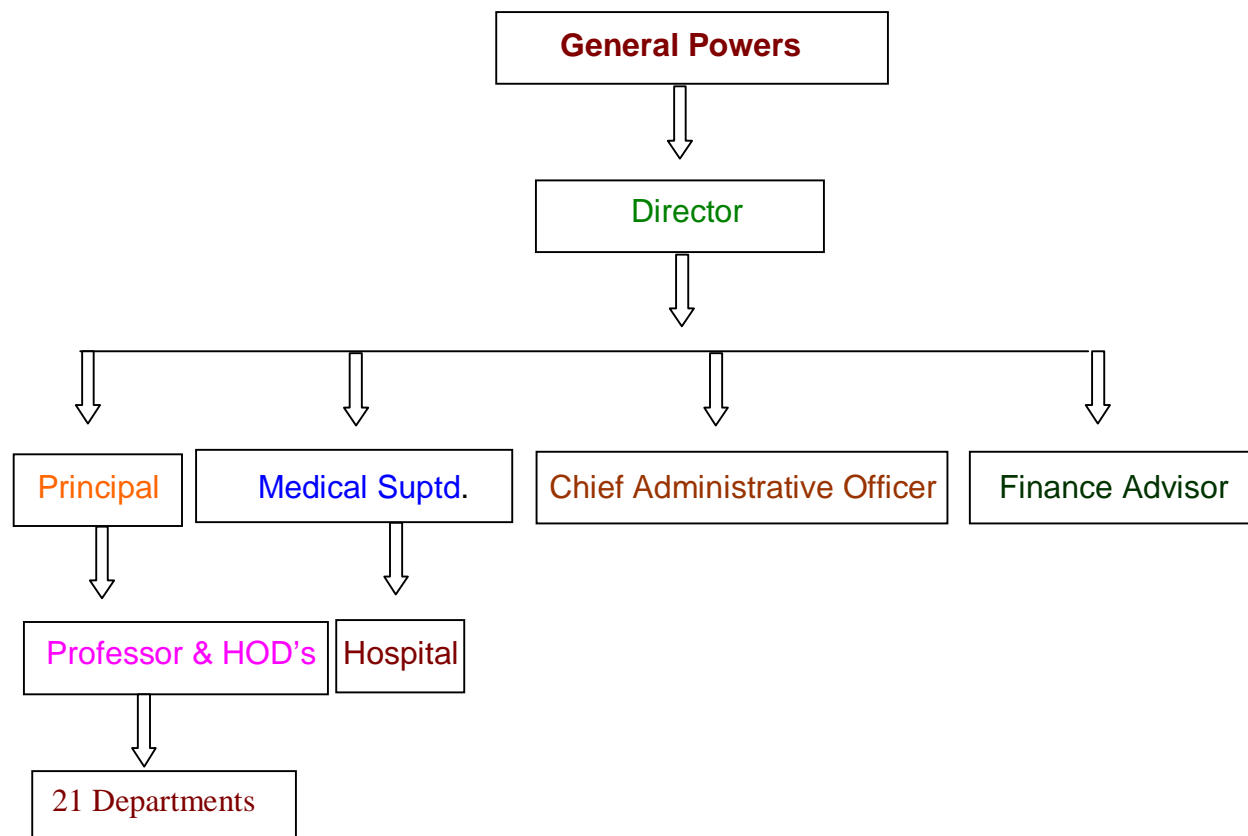 General Powers
Director
Principal
Medical Suptd.
Chief Administrative Officer
Finance Advisor
Professor & HOD’s
Hospital
21 Departments